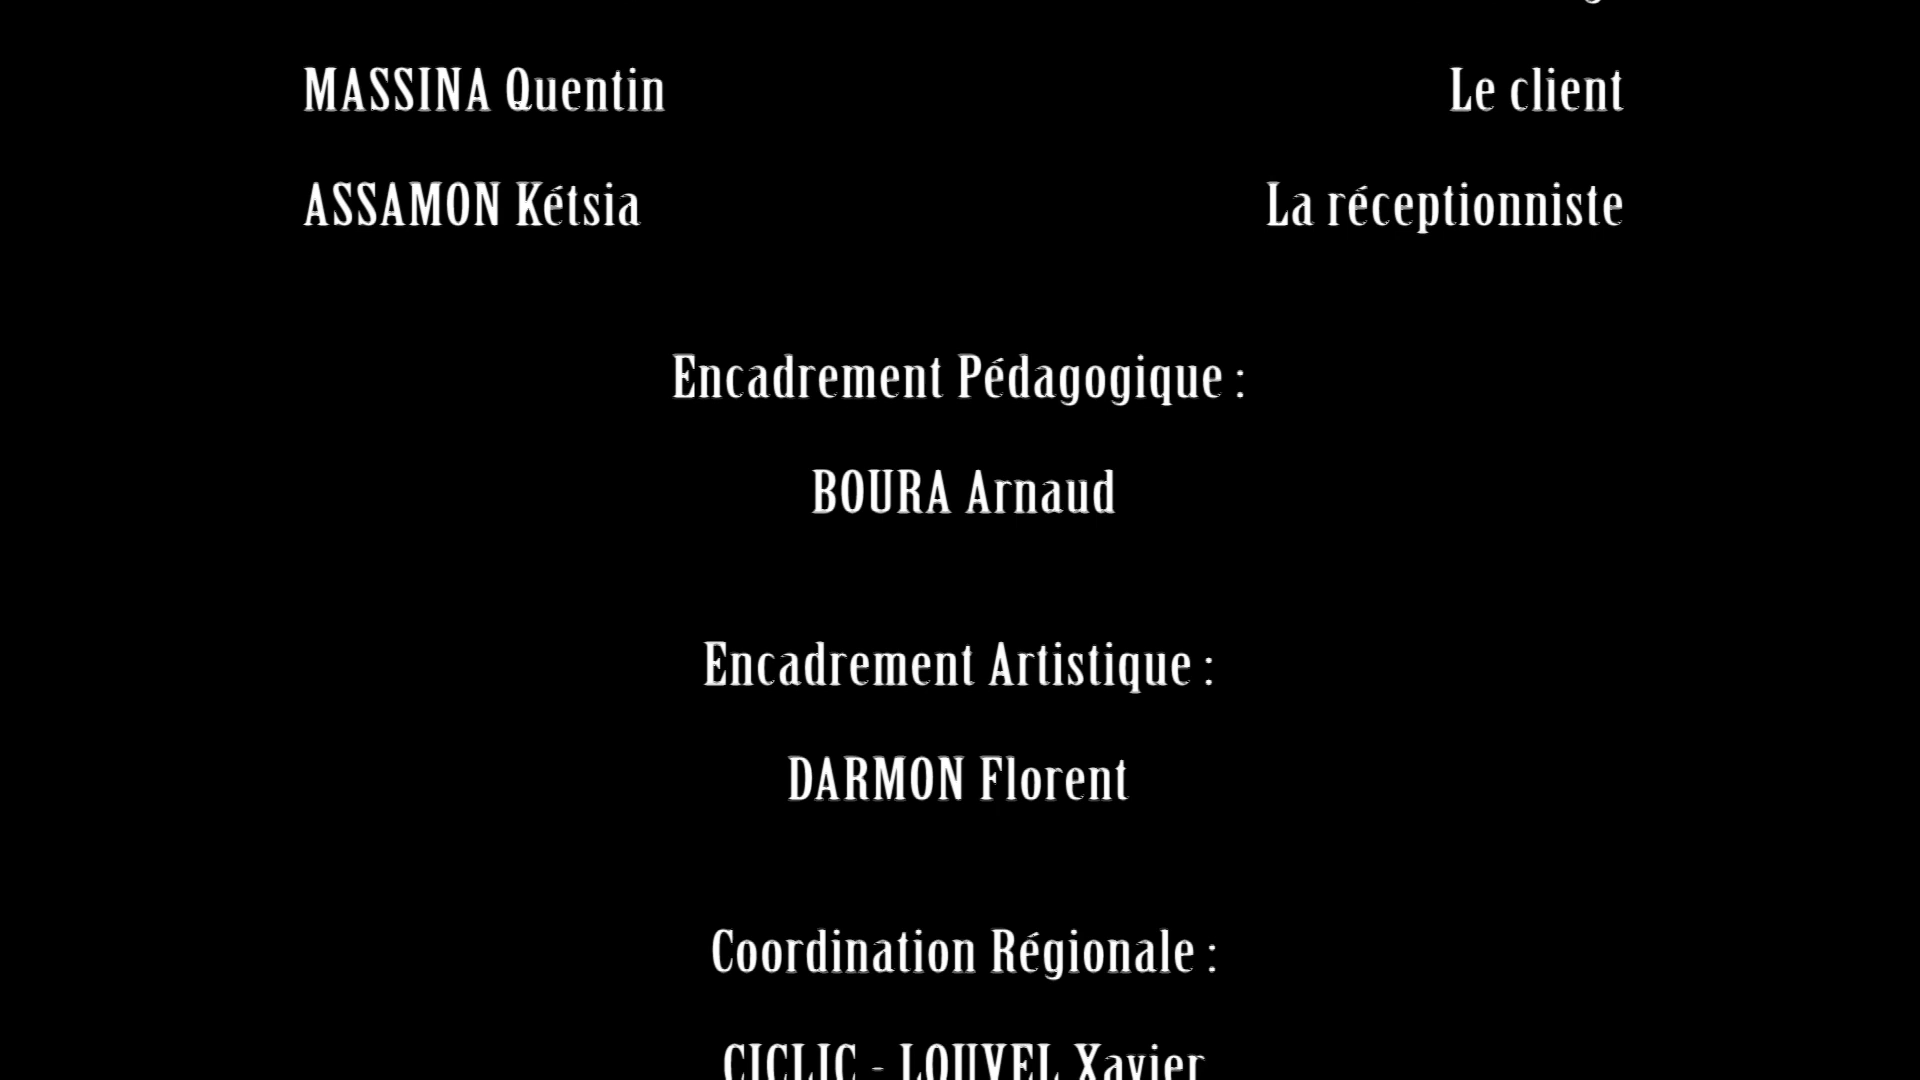 MASSINA Quentin Le client
ASSAMON Kétsia La réceptionniste
Encadrement Pédagogique :
BOURA Arnaud
Encadrement Artistique :
DARMON Florent
Coordination Régionale :
CICLIC - LOUVEL Xavier